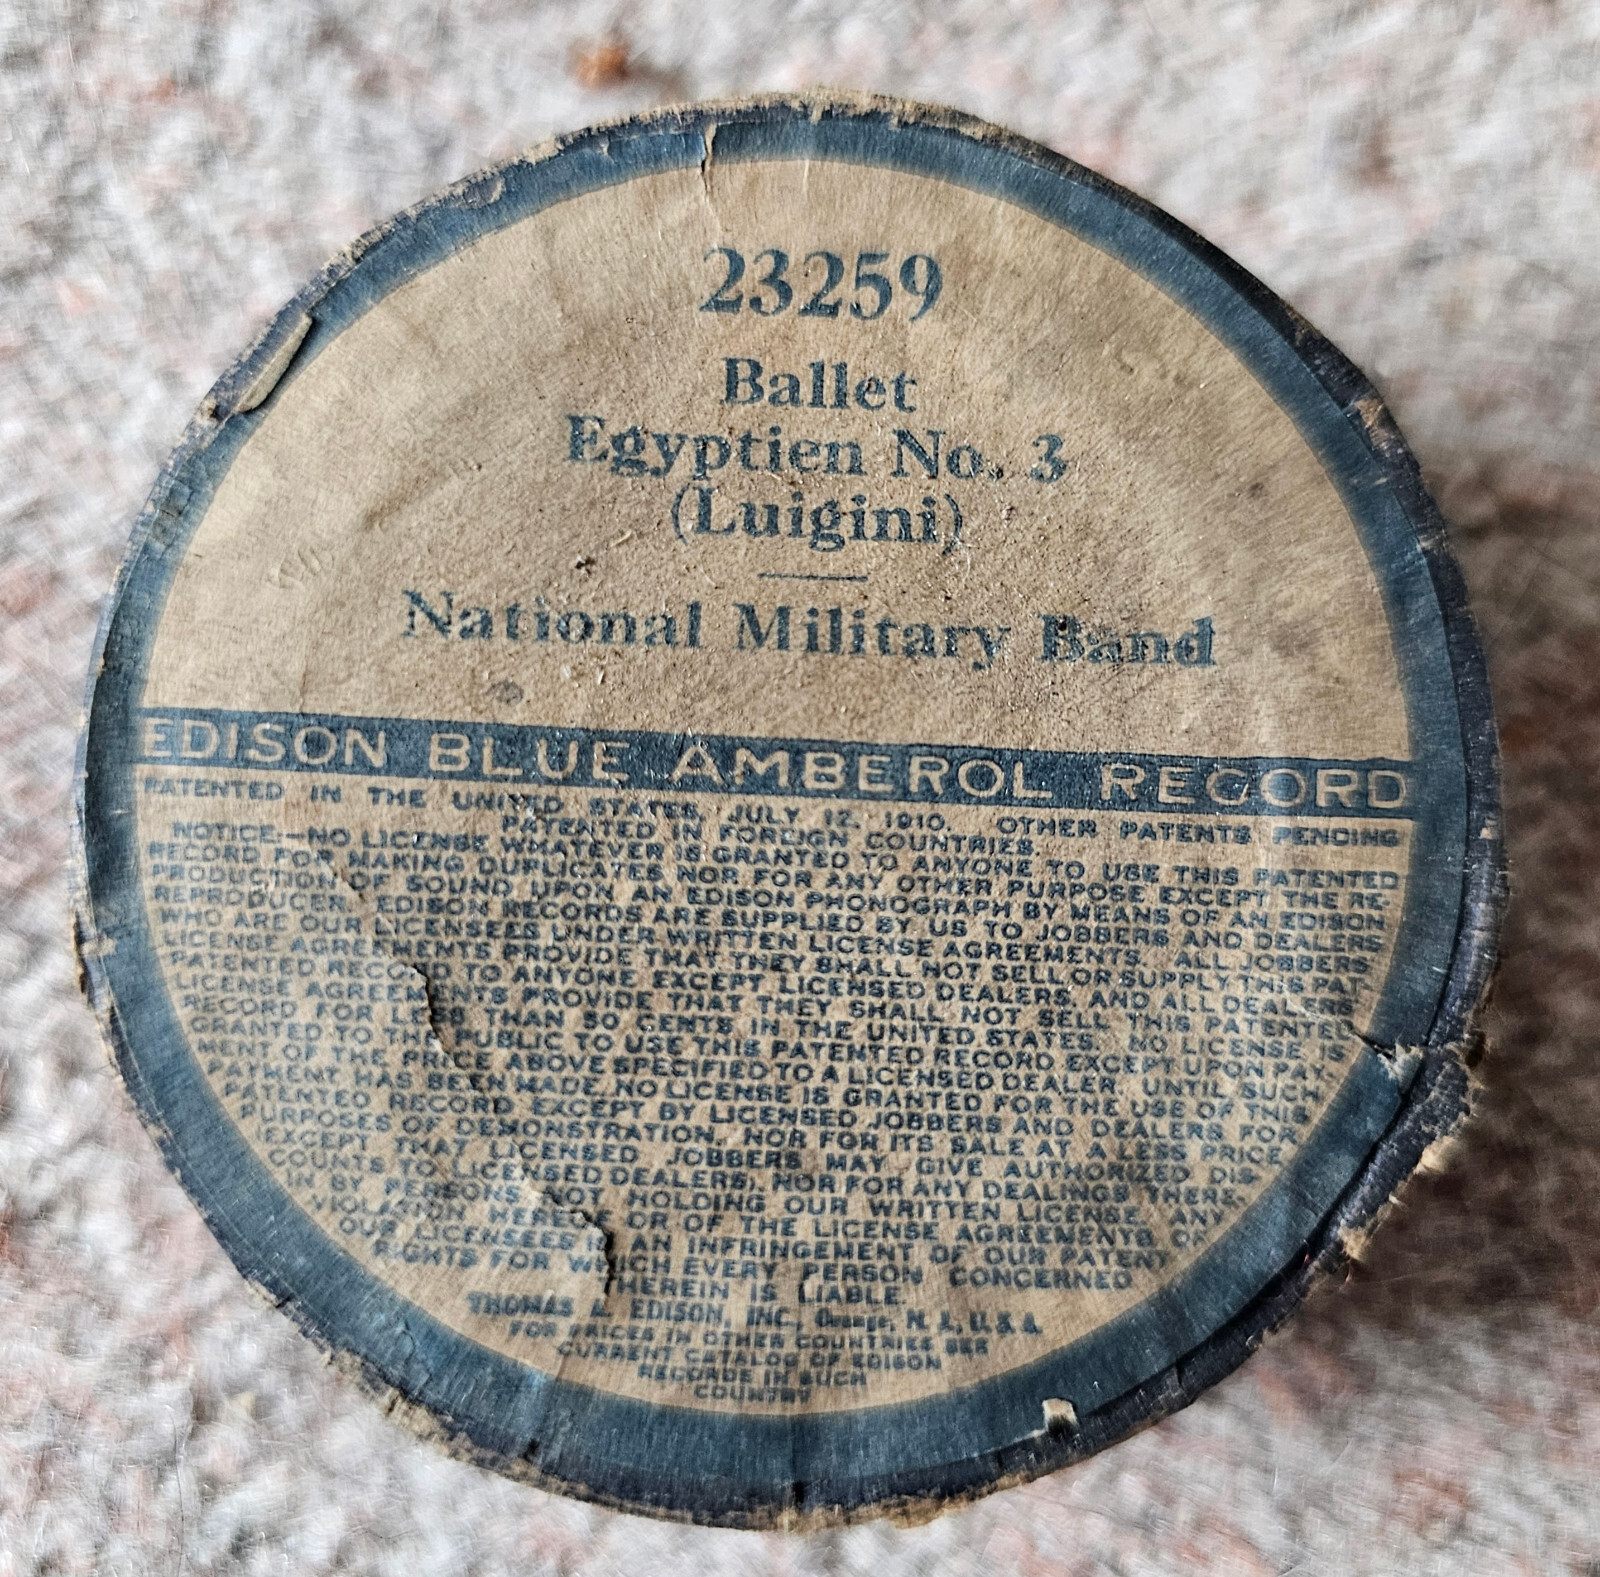 23259
Ballet
Egyptien No. 3
(Luigini)
National Military Band
EDISON BLUE AMBEROL RECORD
PATENTED IN THE UNITED STATES, JULY 12, 1910. OTHER PATENTS PENDING
PATENTED IN FOREIGN COUNTRIES.
NOTICE:—NO LICENSE WHATEVER IS GRANTED TO ANYONE TO USE THIS PATENTED
RECORD FOR MAKING DUPLICATES NOR FOR ANY OTHER PURPOSE EXCEPT THE RE-
PRODUCTION OF SOUND UPON AN EDISON PHONOGRAPH BY MEANS OF AN EDISON
REPRODUCER. EDISON RECORDS ARE SUPPLIED BY US TO JOBBERS AND DEALERS
WHO ARE OUR LICENSEES UNDER WRITTEN LICENSE AGREEMENTS. ALL JOBBERS
LICENSE AGREEMENTS PROVIDE THAT THEY SHALL NOT SELL OR SUPPLY THIS PAT-
PATENTED RECORD TO ANYONE EXCEPT LICENSED DEALERS, AND ALL DEALERS
LICENSE AGREEMENTS PROVIDE THAT THEY SHALL NOT SELL THIS PATENTED
RECORD FOR LESS THAN 50 CENTS IN THE UNITED STATES. NO LICENSE IS
GRANTED TO THE PUBLIC TO USE THIS PATENTED RECORD EXCEPT UPON PAY-
MENT OF THE PRICE ABOVE SPECIFIED TO A LICENSED DEALER. UNTIL SUCH
PAYMENT HAS BEEN MADE, NO LICENSE IS GRANTED FOR THE USE OF THIS
PATENTED RECORD EXCEPT BY LICENSED JOBBERS AND DEALERS FOR
PURPOSES OF DEMONSTRATION, NOR FOR ITS SALE AT A LESS PRICE
(EXCEPT THAT LICENSED JOBBERS MAY GIVE AUTHORIZED DIS-
COUNTS TO LICENSED DEALERS), NOR FOR ANY DEALINGS THERE-
IN BY PERSONS NOT HOLDING OUR WRITTEN LICENSE. ANY
VIOLATION HEREOF OR OF THE LICENSE AGREEMENTS OF
OUR LICENSEES IS AN INFRINGEMENT OF OUR PATENT
RIGHTS FOR WHICH EVERY PERSON CONCERNED
THEREIN IS LIABLE.
THOMAS A. EDISON, INC., Orange, N. J., U.S.A.
FOR PRICES IN OTHER COUNTRIES SEE
CURRENT CATALOG OF EDISON
RECORDS IN SUCH
COUNTRY